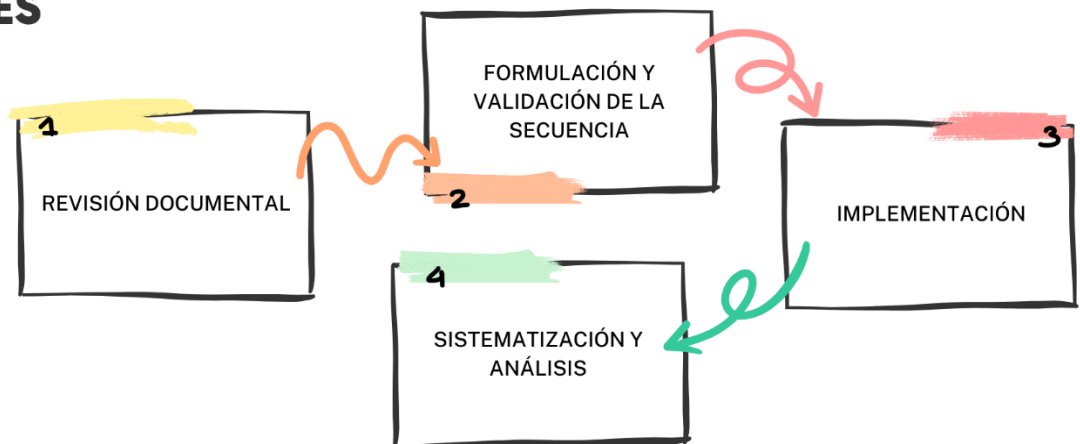 ES
1
REVISIÓN DOCUMENTAL
FORMULACIÓN Y
VALIDACIÓN DE LA
SECUENCIA
2
3
IMPLEMENTACIÓN
4
SISTEMATIZACIÓN Y
ANÁLISIS